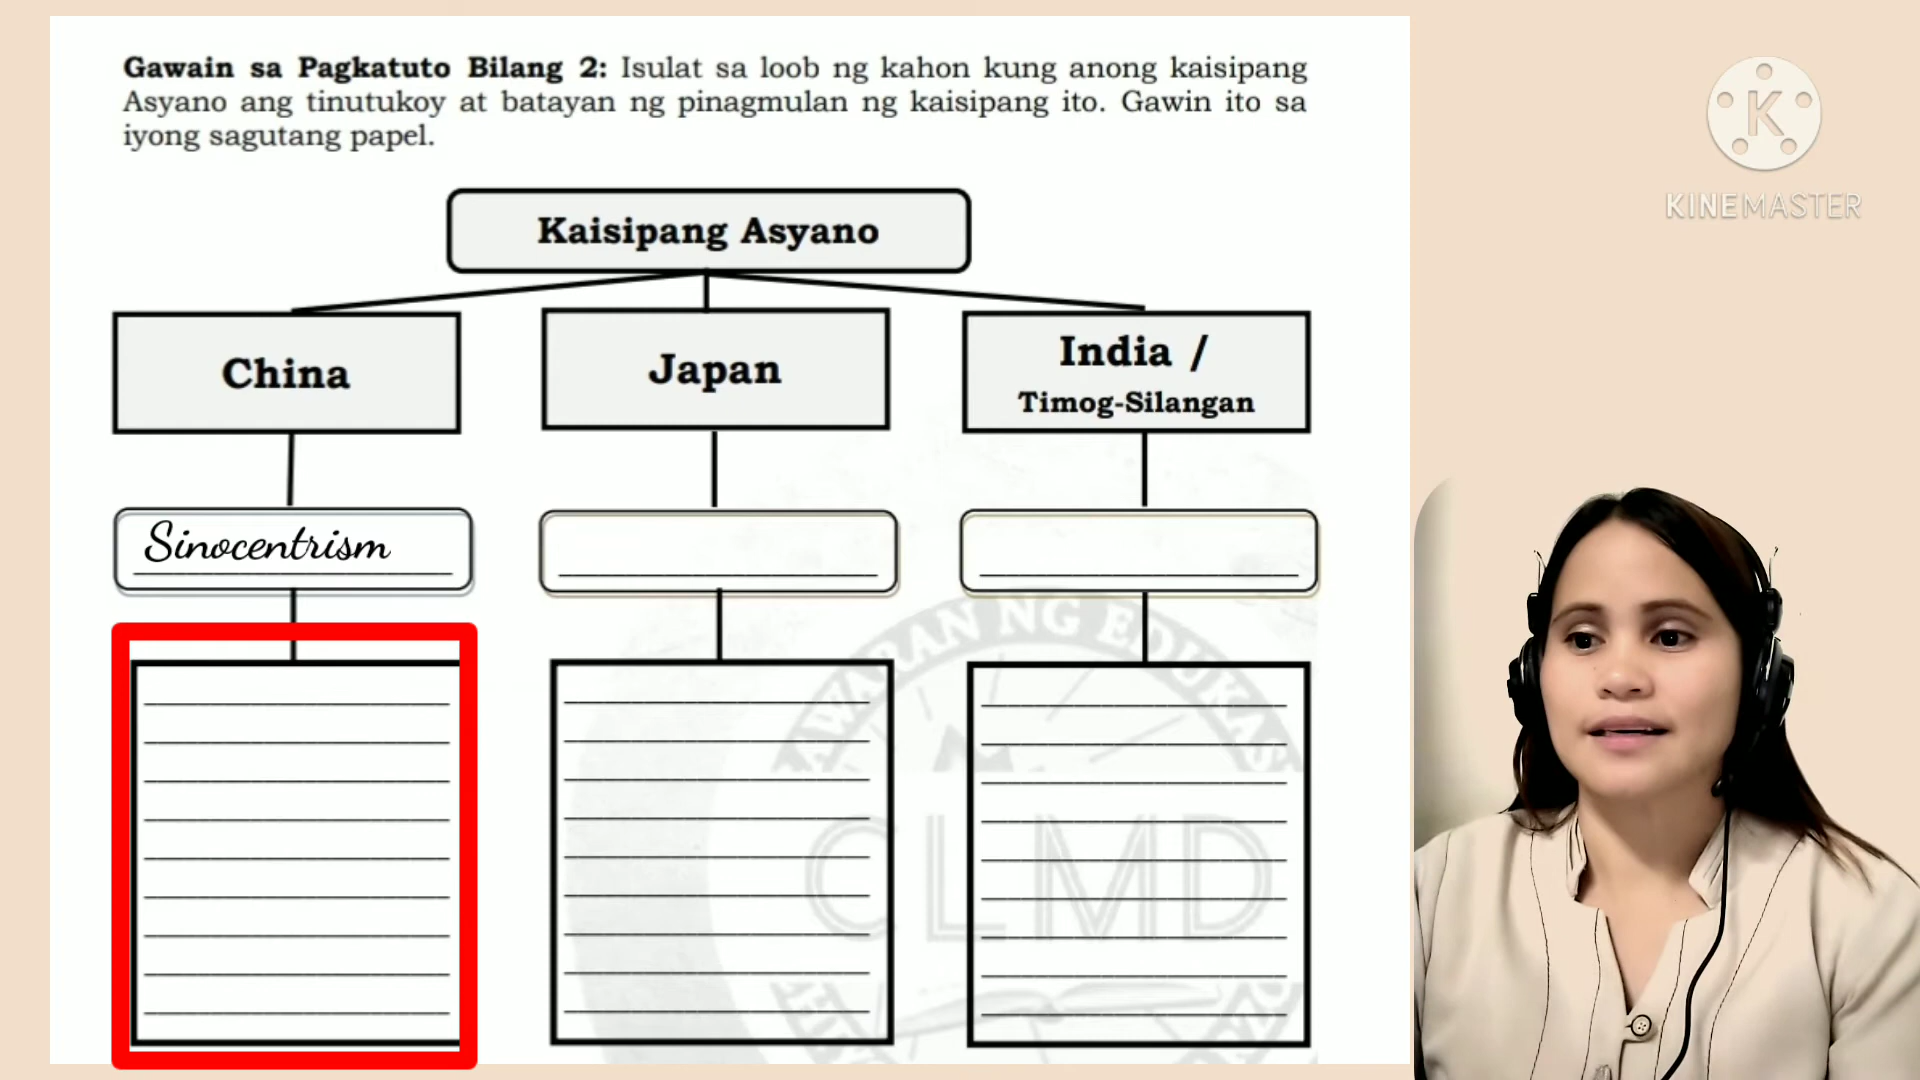 Gawain sa Pagkatuto Bilang 2: Isulat sa loob ng kahon kung anong kaisipang
Asyano ang tinutukoy at batayan ng pinagmulan ng kaisipang ito. Gawin ito sa
iyong sagutang papel.
K
KINEMASTER
Kaisipang Asyano
China
Japan
India /
Timog-Silangan
Sinocentrism
CLMD